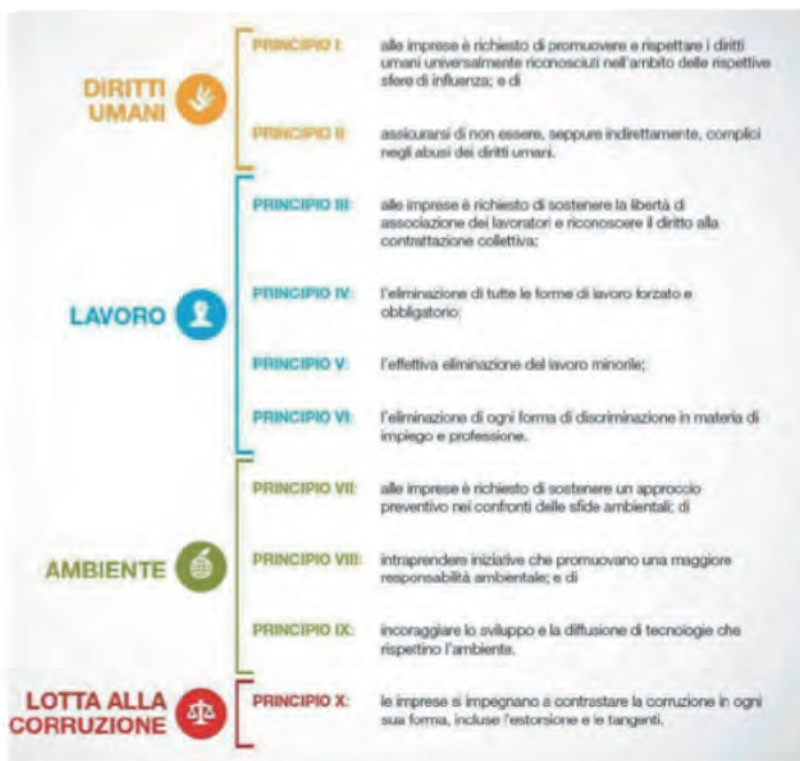 DIRITTI
UMANI
PRINCIPIO I:
alle imprese è richiesto di promuovere e rispettare i diritti
umani universalmente riconosciuti nell'ambito delle rispettive
sfere di influenza; e di
PRINCIPIO II:
assicurarsi di non essere, seppure indirettamente, complici
negli abusi dei diritti umani.
LAVORO
PRINCIPIO III:
alle imprese è richiesto di sostenere la libertà di
associazione dei lavoratori e riconoscere il diritto alla
contrattazione collettiva;
PRINCIPIO IV:
l'eliminazione di tutte le forme di lavoro forzato e
obbligatorio;
PRINCIPIO V:
l'effettiva eliminazione del lavoro minorile;
PRINCIPIO VI:
l'eliminazione di ogni forma di discriminazione in materia di
impiego e professione.
AMBIENTE
PRINCIPIO VII:
alle imprese è richiesto di sostenere un approccio
preventivo nei confronti delle sfide ambientali; di
PRINCIPIO VIII:
intraprendere iniziative che promuovano una maggiore
responsabilità ambientale; e di
PRINCIPIO IX:
incoraggiare lo sviluppo e la diffusione di tecnologie che
rispettino l'ambiente.
LOTTA ALLA
CORRUZIONE
PRINCIPIO X:
le imprese si impegnano a contrastare la corruzione in ogni
sua forma, incluse l'estorsione e le tangenti.